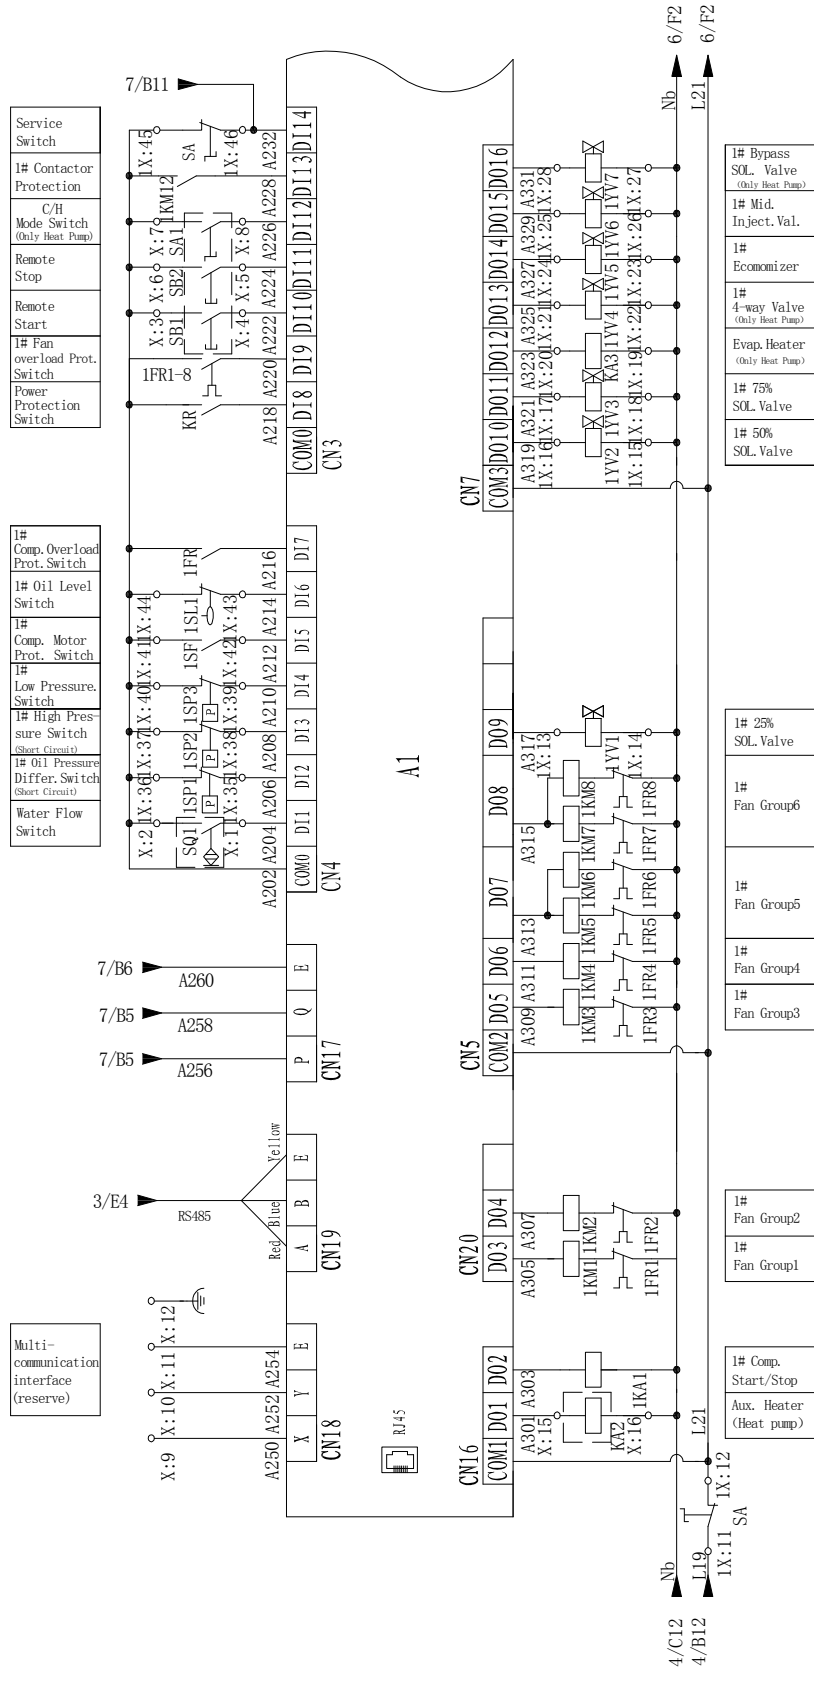 7/B11
Service
Switch
1# Contactor
Protection
C/H
Mode Switch
(Only Heat Pump)
Remote
Stop
Remote
Start
1# Fan
overload Prot.
Switch
Power
Protection
Switch
1X:45
SA
1X:46
A232
DI14
1KM12
A228
DI13
X:7
SA1
X:8
A226
DI12
X:6
SB2
X:5
A224
DI11
X:3
SB1
X:4
A222
DI10
1FR1-8
A220
DI9
KR
A218
DI8
COM0
CN3
1#
Comp.Overload
Prot.Switch
1# Oil Level
Switch
1#
Comp. Motor
Prot. Switch
1#
Low Pressure.
Switch
1# High Pres-
sure Switch
(Short Circuit)
1# Oil Pressure
Differ.Switch
(Short Circuit)
Water Flow
Switch
1FR
A216
DI7
1X:44
1SL1
1X:43
A214
DI6
1X:41
1SF
1X:42
A212
DI5
1X:40
1SP3
P
1X:39
A210
DI4
1X:37
1SP2
P
1X:38
A208
DI3
1X:36
1SP1
P
1X:35
A206
DI2
X:2
SQ1
X:1
A204
DI1
A202
COM0
CN4
7/B6
A260
E
7/B5
A258
Q
7/B5
A256
P
CN17
3/E4
RS485
Yellow
E
Blue
B
Red
A
CN19
X:12
Multi-
communication
interface
(reserve)
X:11
A254
E
X:10
A252
Y
X:9
A250
X
CN18
RJ45
A1
6/F2
6/F2
Nb
L21
DO16
A331
1X:28
1YV7
1X:27
1# Bypass
SOL. Valve
(Only Heat Pump)
DO15
A329
1X:25
1YV6
1X:26
1# Mid.
Inject.Val.
DO14
A327
1X:24
1YV5
1X:23
1#
Ecomomizer
DO13
A325
1X:21
1YV4
1X:22
1#
4-way Valve
(Only Heat Pump)
DO12
A323
1X:20
KA3
1X:19
Evap.Heater
(Only Heat Pump)
DO11
A321
1X:17
1YV3
1X:18
1# 75%
SOL.Valve
DO10
A319
1X:16
1YV2
1X:15
1# 50%
SOL.Valve
COM3
CN7
DO9
A317
1X:13
1YV1
1X:14
1# 25%
SOL.Valve
DO8
A315
1KM8
1FR8
1KM7
1FR7
1#
Fan Group6
DO7
A313
1KM6
1FR6
1KM5
1FR5
1#
Fan Group5
DO6
A311
1KM4
1FR4
1#
Fan Group4
DO5
A309
1KM3
1FR3
1#
Fan Group3
COM2
CN5
DO4
A307
1KM2
1FR2
1#
Fan Group2
DO3
A305
1KM1
1FR1
1#
Fan Group1
CN20
DO2
A303
1KA1
1# Comp.
Start/Stop
DO1
A301
X:15
KA2
X:16
Aux. Heater
(Heat pump)
COM1
CN16
L21
1X:12
SA
1X:11
Nb
L19
4/C12
4/B12